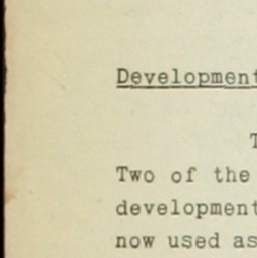 Development
T
Two of the
development
now used as